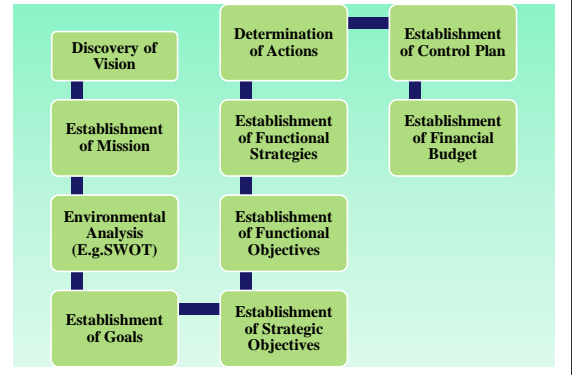 Discovery of
Vision
Establishment
of Mission
Environmental
Analysis
(E.g.SWOT)
Establishment
of Goals
Establishment
of Strategic
Objectives
Establishment
of Functional
Objectives
Establishment
of Functional
Strategies
Determination
of Actions
Establishment
of Control Plan
Establishment
of Financial
Budget